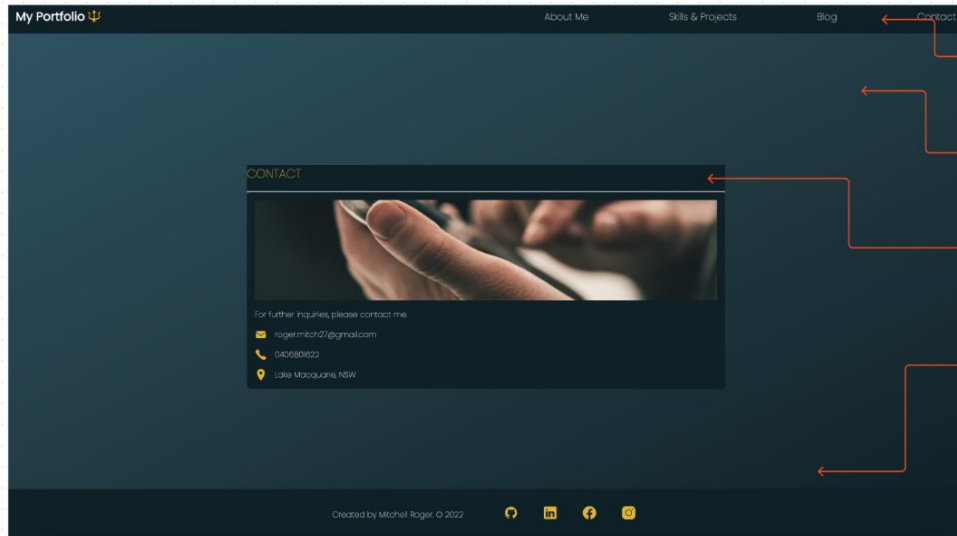 My Portfolio
About Me Skills & Projects Blog Contact
CONTACT
For further inquiries, please contact me.
roger.mitch27@gmail.com
0406801622
Lake Macquarie, NSW
Created by Mitchell Roger. © 2022